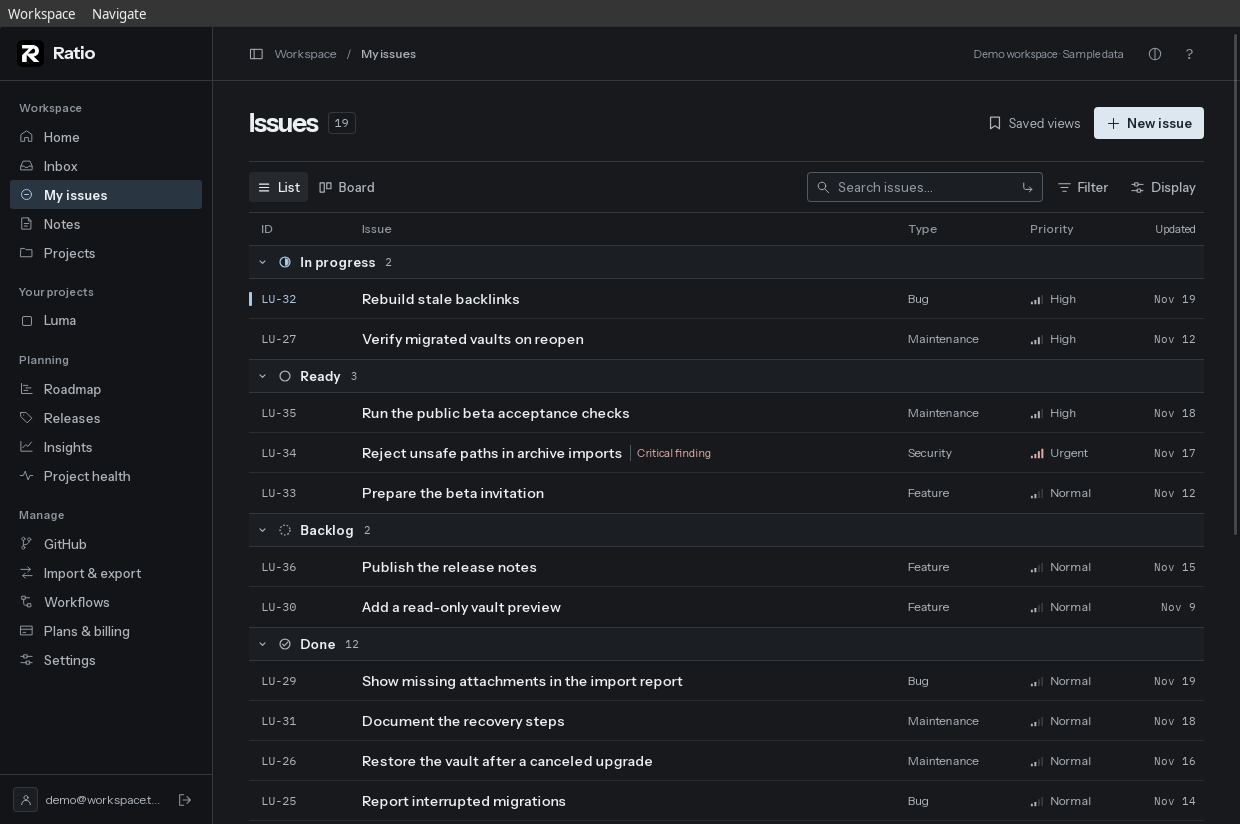 Workspace Navigate
Ratio
Workspace / My issues
Demo workspace · Sample data
?
Workspace
Home
Inbox
My issues
Notes
Projects
Your projects
Luma
Planning
Roadmap
Releases
Insights
Project health
Manage
GitHub
Import & export
Workflows
Plans & billing
Settings
demo@workspace.t...
Issues 19
Saved views
New issue
List Board
Search issues...
Filter
Display
ID Issue Type Priority Updated
In progress 2
LU-32 Rebuild stale backlinks Bug High Nov 19
LU-27 Verify migrated vaults on reopen Maintenance High Nov 12
Ready 3
LU-35 Run the public beta acceptance checks Maintenance High Nov 18
LU-34 Reject unsafe paths in archive imports Critical finding Security Urgent Nov 17
LU-33 Prepare the beta invitation Feature Normal Nov 12
Backlog 2
LU-36 Publish the release notes Feature Normal Nov 15
LU-30 Add a read-only vault preview Feature Normal Nov 9
Done 12
LU-29 Show missing attachments in the import report Bug Normal Nov 19
LU-31 Document the recovery steps Maintenance Normal Nov 18
LU-26 Restore the vault after a canceled upgrade Maintenance Normal Nov 16
LU-25 Report interrupted migrations Bug Normal Nov 14